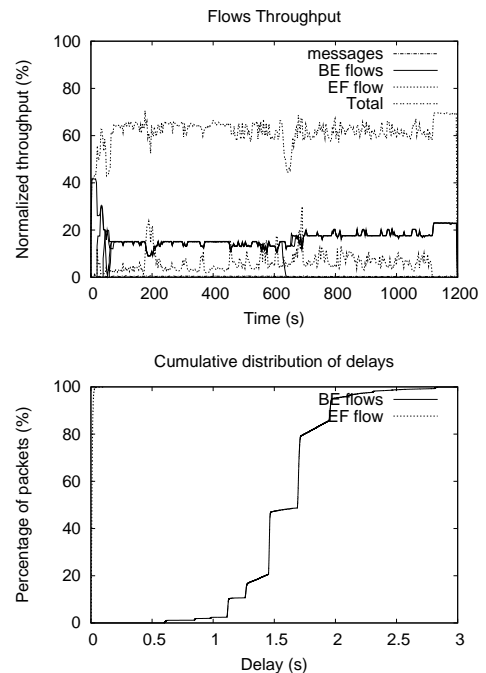 Flows Throughput
Normalized throughput (%)
100
80
60
40
20
0
messages
BE flows
EF flow
Total
0 200 400 600 800 1000 1200
Time (s)
Cumulative distribution of delays
Percentage of packets (%)
100
80
60
40
20
0
BE flows
EF flow
0 0.5 1 1.5 2 2.5 3
Delay (s)